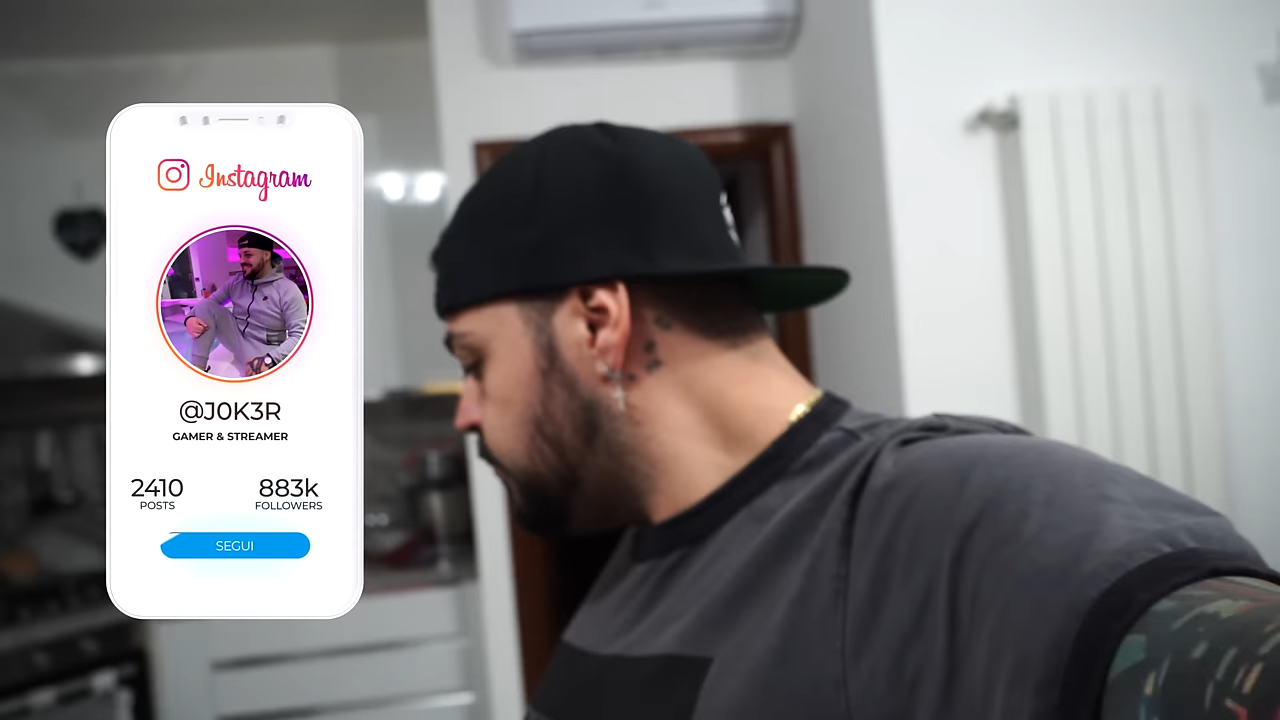 Instagram
@J0K3R
GAMER & STREAMER
2410
POSTS
883k
FOLLOWERS
SEGUI